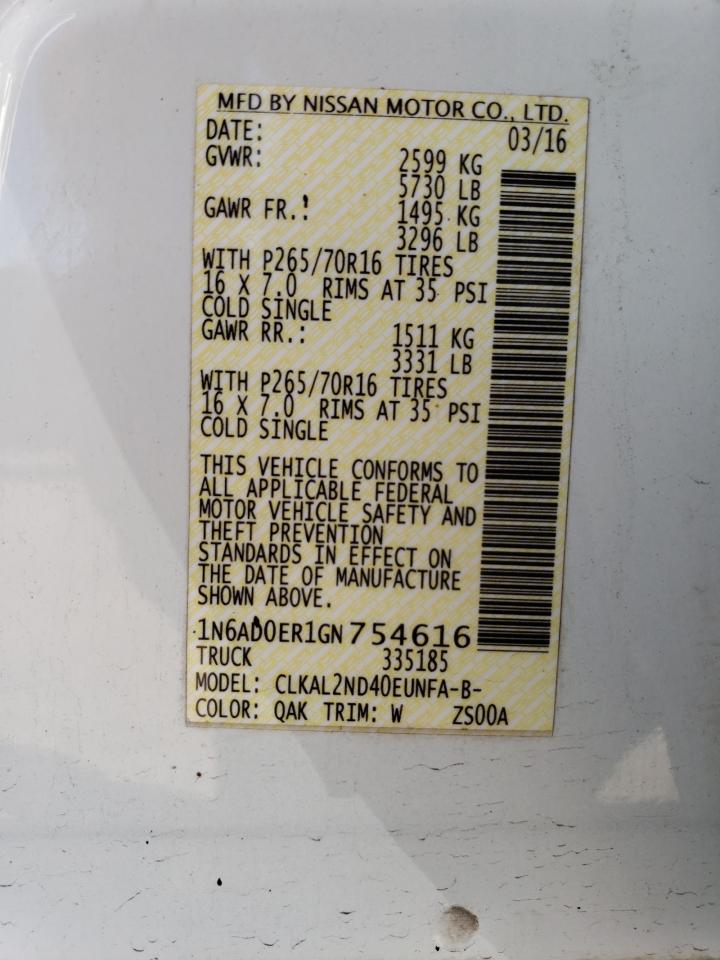 MFD BY NISSAN MOTOR CO., LTD.
DATE: 03/16
GVWR: 2599 KG
5730 LB
GAWR FR.: 1495 KG
3296 LB
WITH P265/70R16 TIRES
16 X 7.0 RIMS AT 35 PSI
COLD SINGLE
GAWR RR.: 1511 KG
3331 LB
WITH P265/70R16 TIRES
16 X 7.0 RIMS AT 35 PSI
COLD SINGLE
THIS VEHICLE CONFORMS TO
ALL APPLICABLE FEDERAL
MOTOR VEHICLE SAFETY AND
THEFT PREVENTION
STANDARDS IN EFFECT ON
THE DATE OF MANUFACTURE
SHOWN ABOVE.
1N6AD0ER1GN754616
TRUCK 335185
MODEL: CLKAL2ND40EUNFA-B-
COLOR: QAK TRIM: W ZS00A